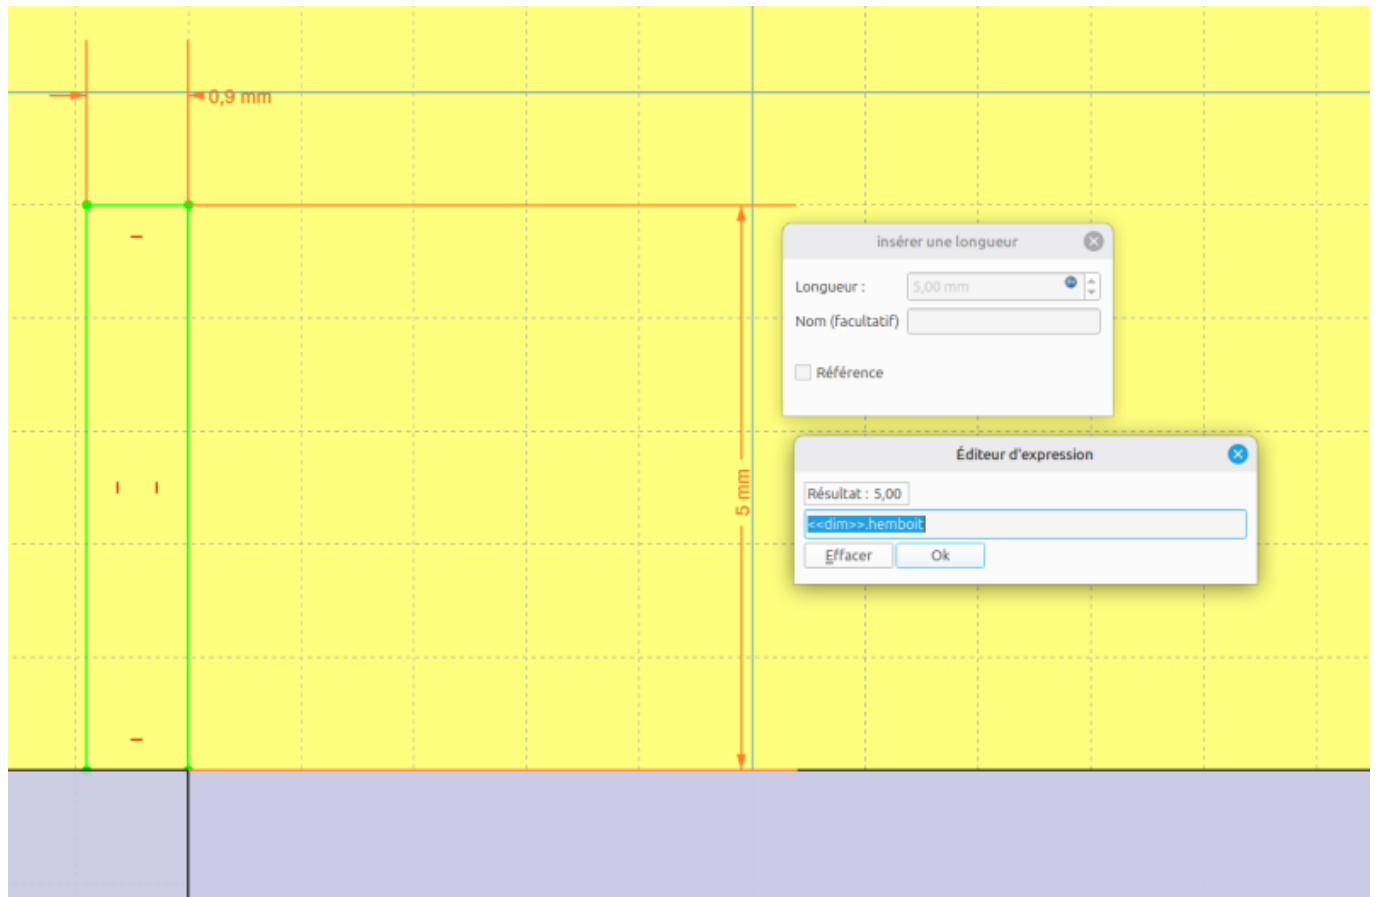 0,9 mm
insérer une longueur
Longueur :
5,00 mm
Nom (facultatif)
Référence
Éditeur d'expression
Résultat : 5,00
<<dim>>.hemboit
Effacer
Ok
5 mm